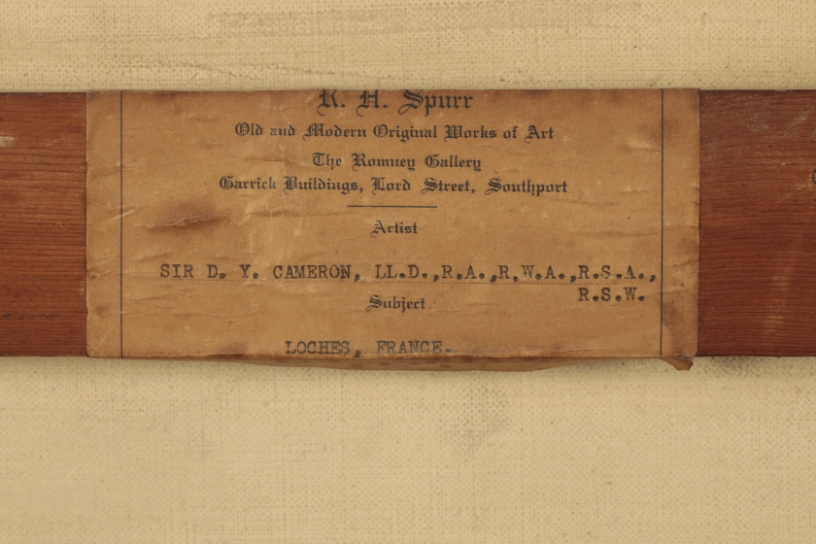 R. H. Spurr
Old and Modern Original Works of Art
The Romney Gallery
Garrick Buildings, Lord Street, Southport
Artist
SIR D. Y. CAMERON, LL.D.,R.A.,R.W.A.,R.S.A.,
R.S.W.
Subject
LOCHES, FRANCE.